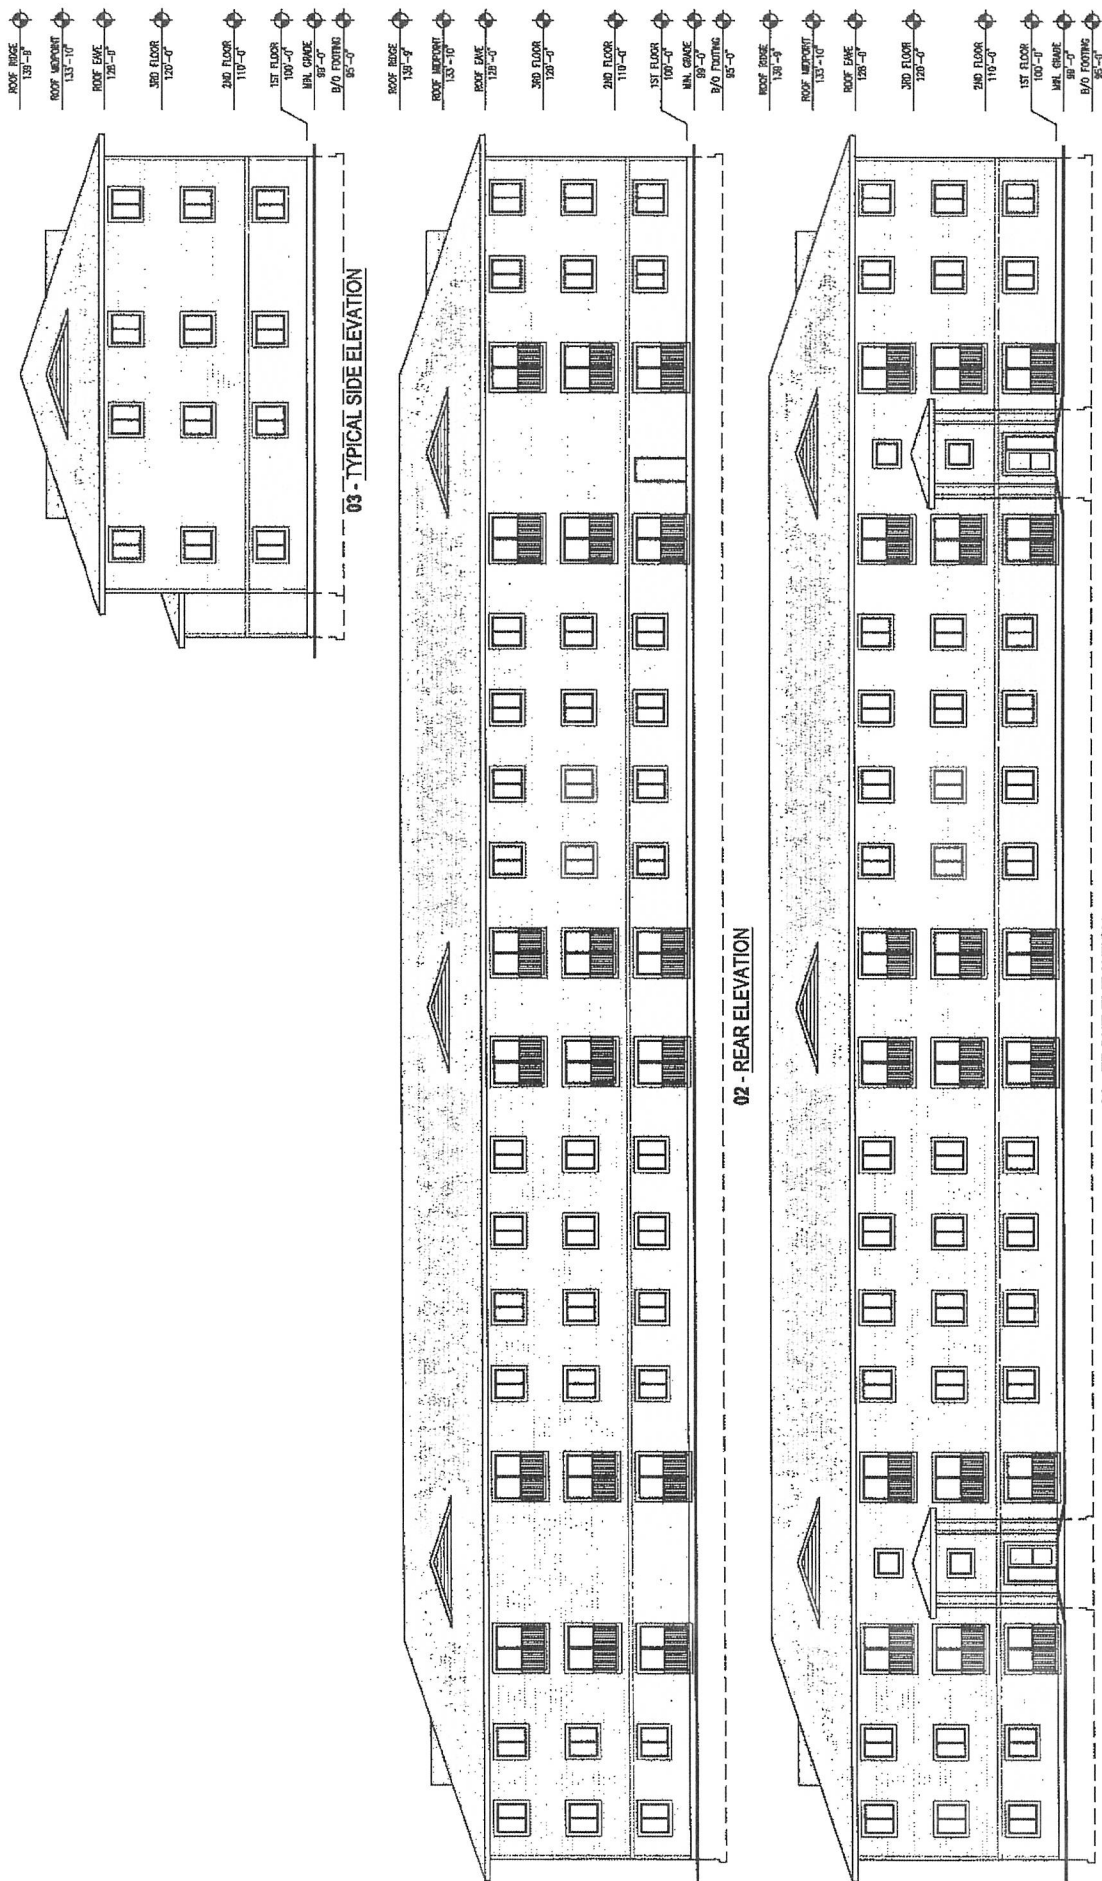 ROOF RIDGE
139'-8"
ROOF MIDPOINT
133'-10"
ROOF EAVE
128'-0"
3RD FLOOR
120'-0"
2ND FLOOR
110'-0"
1ST FLOOR
100'-0"
MIN. GRADE
99'-0"
B/O FOOTING
95'-0"
03 - TYPICAL SIDE ELEVATION
ROOF RIDGE
139'-9"
ROOF MIDPOINT
133'-10"
ROOF EAVE
128'-0"
3RD FLOOR
120'-0"
2ND FLOOR
110'-0"
1ST FLOOR
100'-0"
MIN. GRADE
99'-0"
B/O FOOTING
95'-0"
02 - REAR ELEVATION
ROOF RIDGE
139'-9"
ROOF MIDPOINT
133'-10"
ROOF EAVE
128'-0"
3RD FLOOR
120'-0"
2ND FLOOR
110'-0"
1ST FLOOR
100'-0"
MIN. GRADE
99'-0"
B/O FOOTING
95'-0"